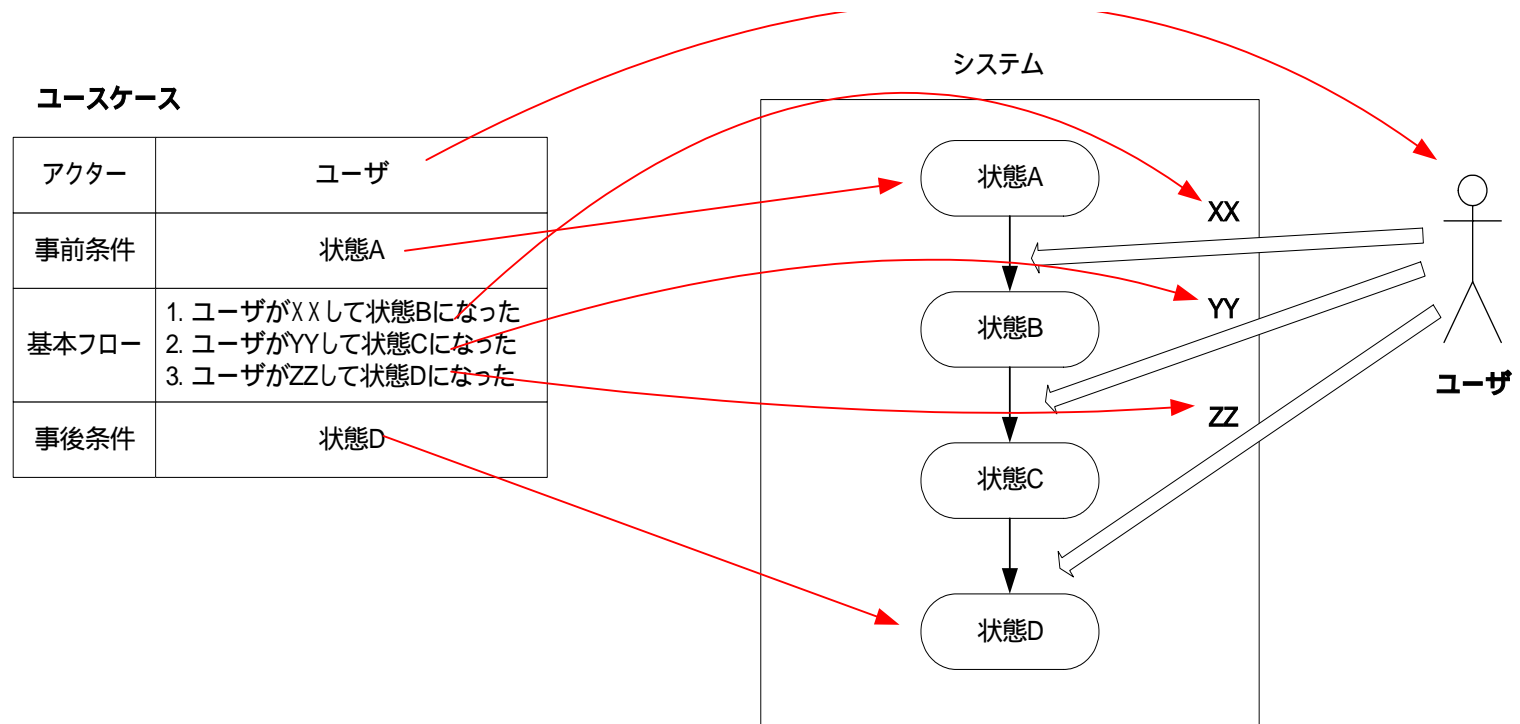 ユースケース
アクター
ユーザ
事前条件
状態A
基本フロー
1. ユーザがXXして状態Bになった
2. ユーザがYYして状態Cになった
3. ユーザがZZして状態Dになった
事後条件
状態D
システム
状態A
XX
状態B
YY
ZZ
状態C
状態D
ユーザ